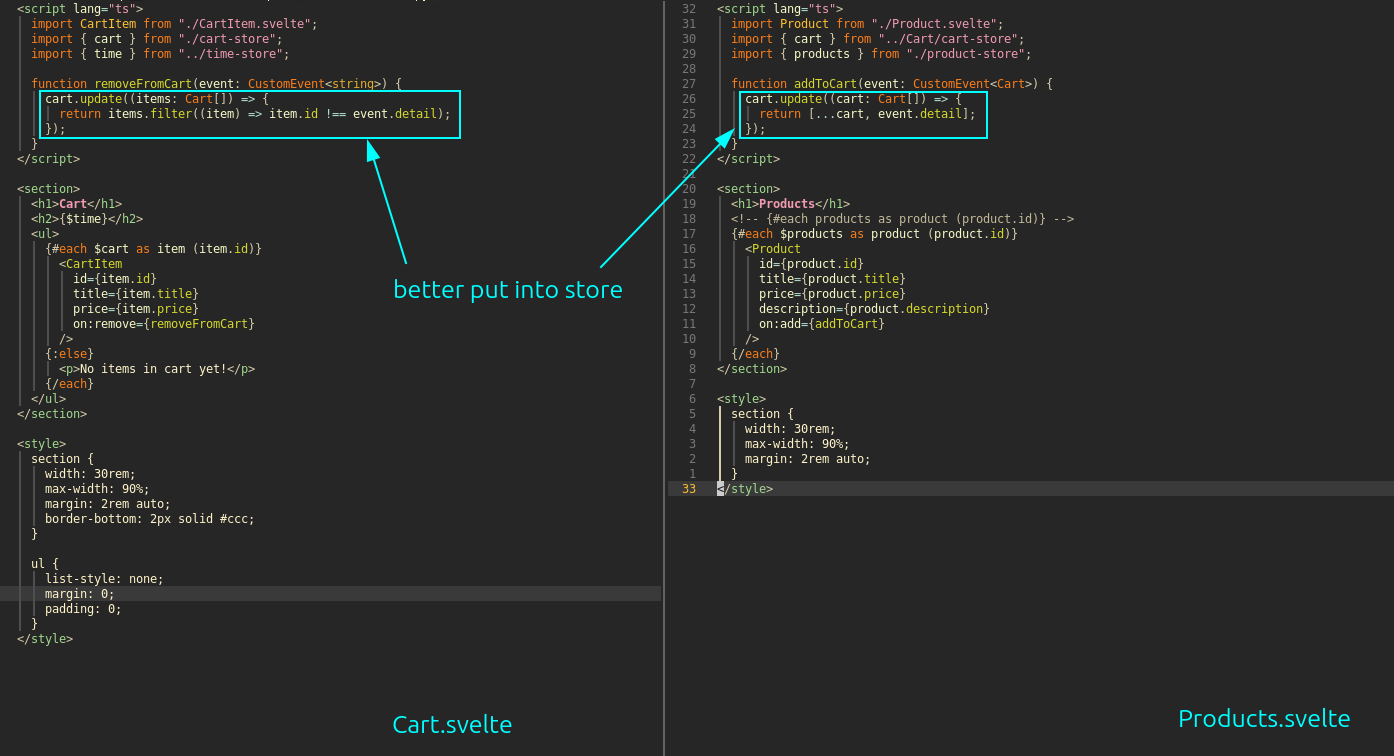 <script lang="ts">
import CartItem from "./CartItem.svelte";
import { cart } from "./cart-store";
import { time } from "../time-store";
function removeFromCart(event: CustomEvent<string>) {
cart.update((items: Cart[]) => {
return items.filter((item) => item.id !== event.detail);
});
}
</script>
<section>
<h1>Cart</h1>
<h2>{$time}</h2>
<ul>
{#each $cart as item (item.id)}
<CartItem
id={item.id}
title={item.title}
price={item.price}
on:remove={removeFromCart}
/>
{:else}
<p>No items in cart yet!</p>
{/each}
</ul>
</section>
<style>
section {
width: 30rem;
max-width: 90%;
margin: 2rem auto;
border-bottom: 2px solid #ccc;
}
ul {
list-style: none;
margin: 0;
padding: 0;
}
</style>
Cart.svelte
better put into store
32 <script lang="ts">
31 import Product from "./Product.svelte";
30 import { cart } from "../Cart/cart-store";
29 import { products } from "./product-store";
28
27 function addToCart(event: CustomEvent<Cart>) {
26 cart.update((cart: Cart[]) => {
25 return [...cart, event.detail];
24 });
23 }
22 </script>
21
20 <section>
19 <h1>Products</h1>
18 <!-- {#each products as product (product.id)} -->
17 {#each $products as product (product.id)}
16 <Product
15 id={product.id}
14 title={product.title}
13 price={product.price}
12 description={product.description}
11 on:add={addToCart}
10 />
9 {/each}
8 </section>
7
6 <style>
5 section {
4 width: 30rem;
3 max-width: 90%;
2 margin: 2rem auto;
1 }
33 </style>
Products.svelte